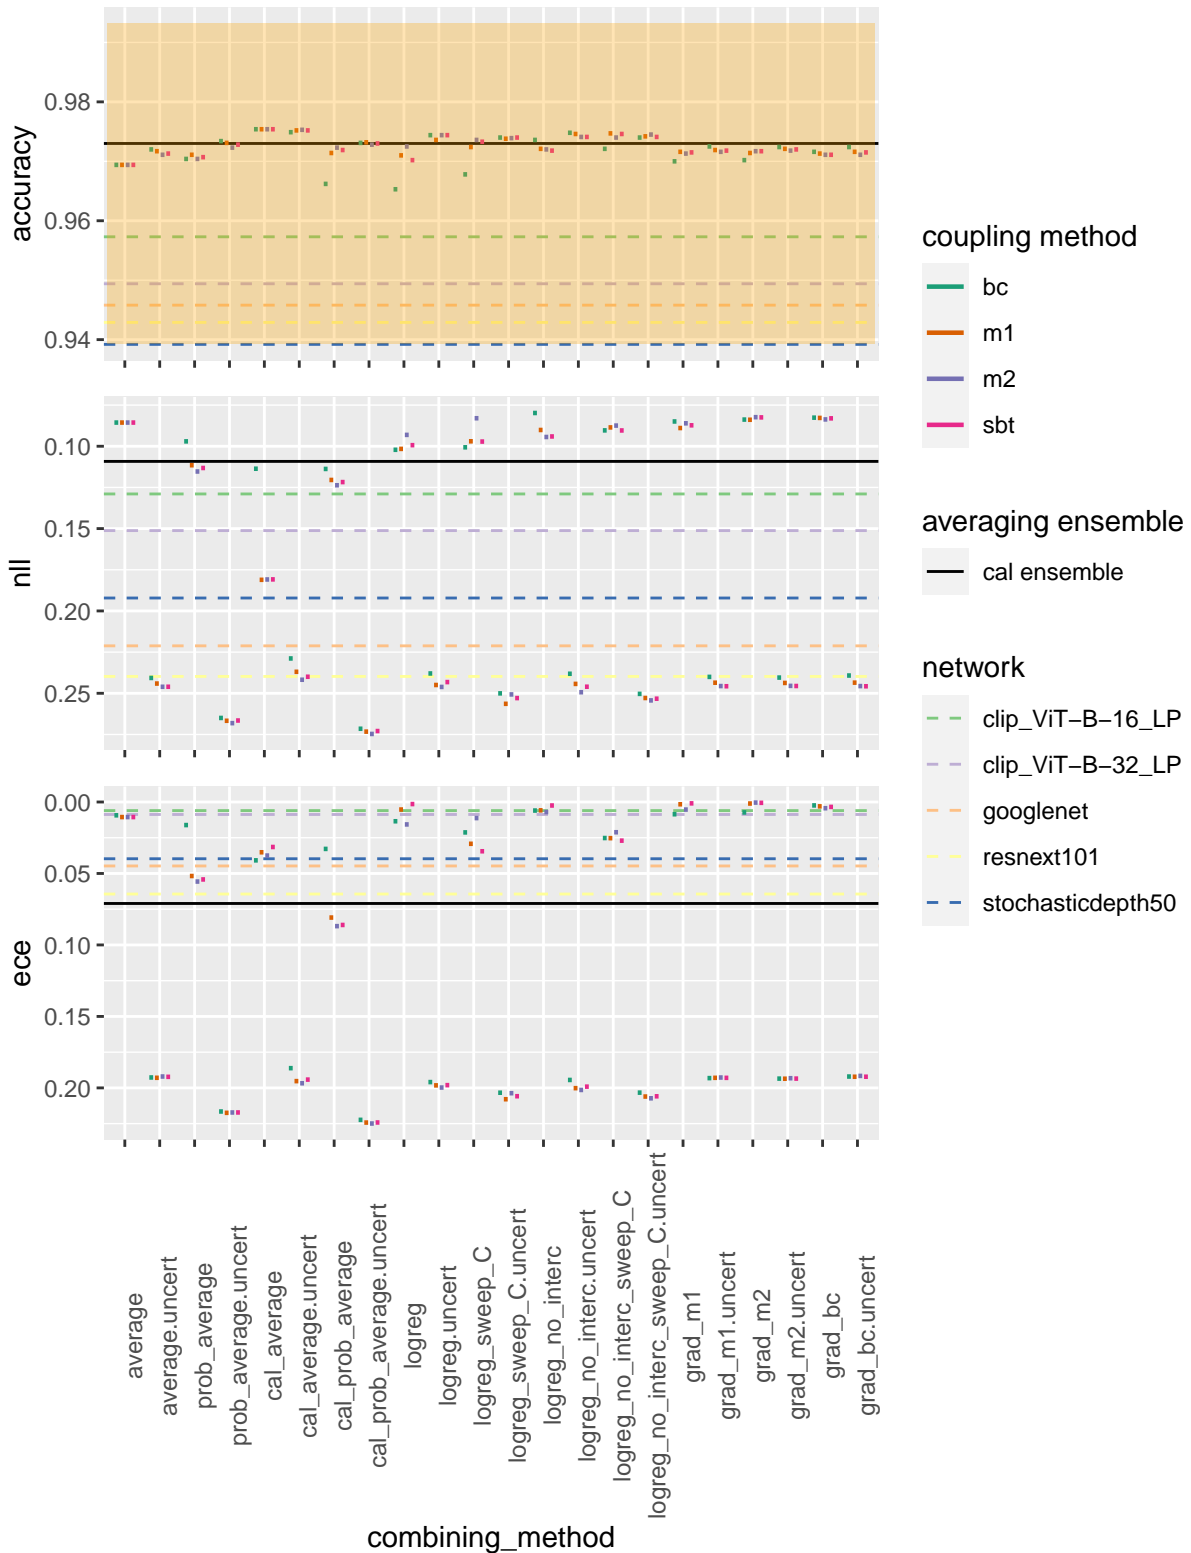 accuracy
0.98
0.96
0.94
nll
0.10
0.15
0.20
0.25
ece
0.00
0.05
0.10
0.15
0.20
average
average.uncert
prob_average
prob_average.uncert
cal_average
cal_average.uncert
cal_prob_average
cal_prob_average.uncert
logreg
logreg.uncert
logreg_sweep_C
logreg_sweep_C.uncert
logreg_no_interc
logreg_no_interc.uncert
logreg_no_interc_sweep_C
logreg_no_interc_sweep_C.uncert
grad_m1
grad_m1.uncert
grad_m2
grad_m2.uncert
grad_bc
grad_bc.uncert
combining_method
coupling method
bc
m1
m2
sbt
averaging ensemble
cal ensemble
network
clip_ViT−B−16_LP
clip_ViT−B−32_LP
googlenet
resnext101
stochasticdepth50